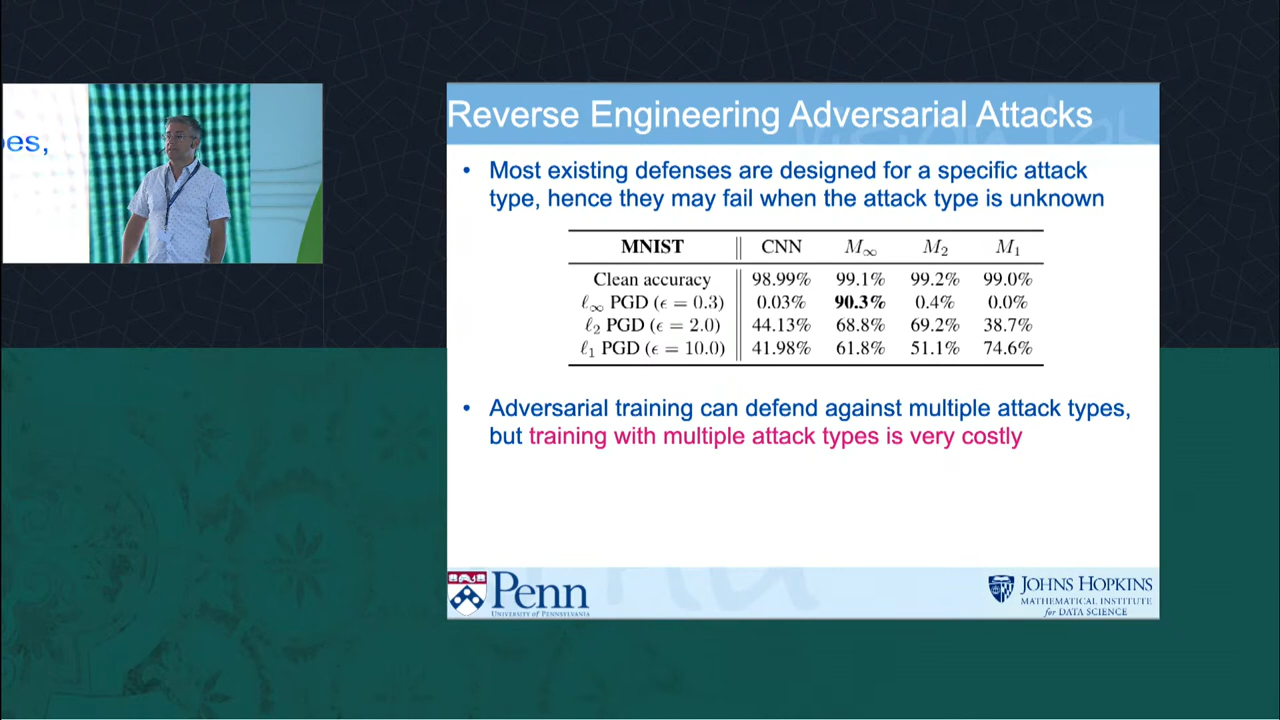 es,
Reverse Engineering Adversarial Attacks
• Most existing defenses are designed for a specific attack
type, hence they may fail when the attack type is unknown
MNIST CNN M∞ M2 M1
Clean accuracy 98.99% 99.1% 99.2% 99.0%
ℓ∞ PGD (ϵ = 0.3) 0.03% 90.3% 0.4% 0.0%
ℓ2 PGD (ϵ = 2.0) 44.13% 68.8% 69.2% 38.7%
ℓ1 PGD (ϵ = 10.0) 41.98% 61.8% 51.1% 74.6%
• Adversarial training can defend against multiple attack types,
but training with multiple attack types is very costly
Penn
UNIVERSITY of PENNSYLVANIA
JOHNS HOPKINS
MATHEMATICAL INSTITUTE
for DATA SCIENCE